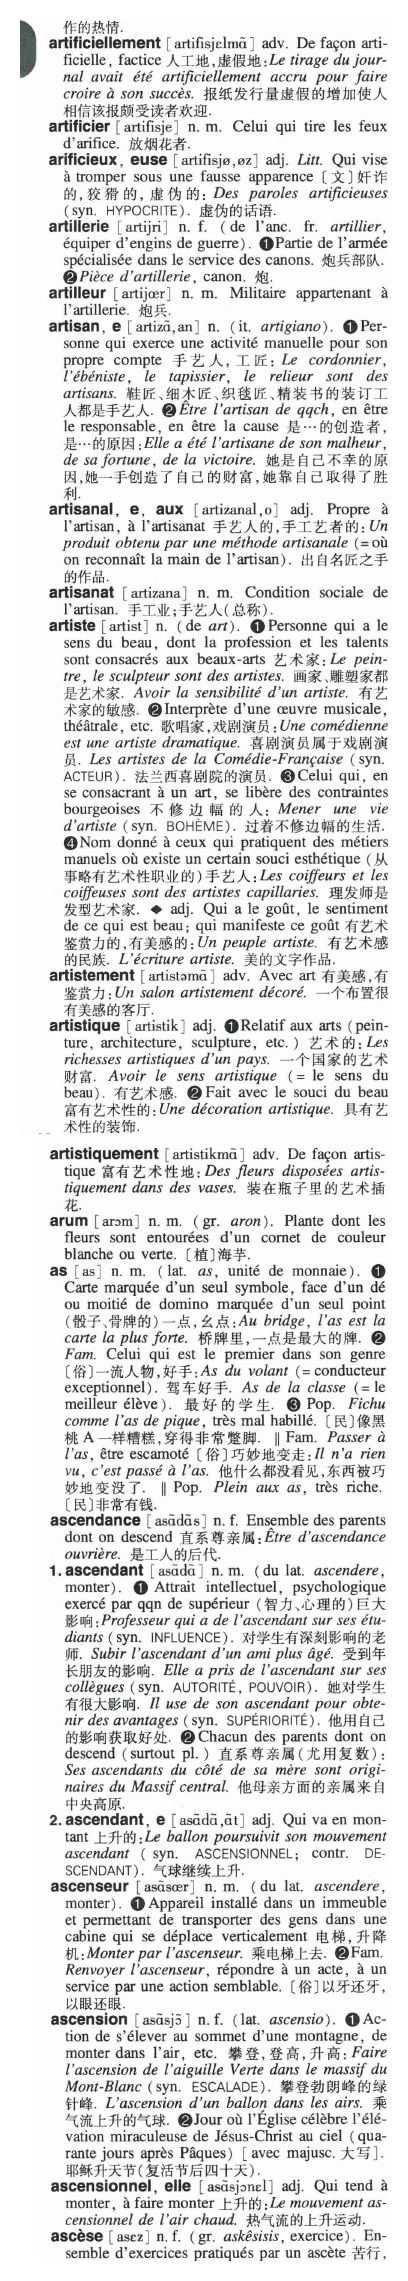 作的热情.
artificiellement [artifisjɛlmɑ̃] adv. De façon arti-
ficielle, factice 人工地,虚假地:Le tirage du jour-
nal avait été artificiellement accru pour faire
croire à son succès. 报纸发行量虚假的增加使人
相信该报颇受读者欢迎.
artificier [artifisje] n. m. Celui qui tire les feux
d'arifice. 放烟花者.
arificieux, euse [artifisjø,øz] adj. Litt. Qui vise
à tromper sous une fausse apparence〔文〕奸诈
的,狡猾的,虚伪的: Des paroles artificieuses
(syn. HYPOCRITE). 虚伪的话语.
artillerie [artijri] n. f. (de l'anc. fr. artillier,
équiper d'engins de guerre). ❶Partie de l'armée
spécialisée dans le service des canons. 炮兵部队.
❷Pièce d'artillerie, canon. 炮.
artilleur [artijœr] n. m. Militaire appartenant à
l'artillerie. 炮兵.
artisan, e [artizɑ̃,an] n. (it. artigiano). ❶Per-
sonne qui exerce une activité manuelle pour son
propre compte 手艺人,工匠: Le cordonnier,
l'ébéniste, le tapissier, le relieur sont des
artisans. 鞋匠、细木匠、织毯匠、精装书的装订工
人都是手艺人. ❷Être l'artisan de qqch, en être
le responsable, en être la cause 是…的创造者,
是…的原因:Elle a été l'artisane de son malheur,
de sa fortune, de la victoire. 她是自己不幸的原
因,她一手创造了自己的财富,她靠自己取得了胜
利.
artisanal, e, aux [artizanal,o] adj. Propre à
l'artisan, à l'artisanat 手艺人的,手工艺者的:Un
produit obtenu par une méthode artisanale (=où
on reconnaît la main de l'artisan). 出自名匠之手
的作品.
artisanat [artizana] n. m. Condition sociale de
l'artisan. 手工业;手艺人(总称).
artiste [artist] n. (de art). ❶Personne qui a le
sens du beau, dont la profession et les talents
sont consacrés aux beaux-arts 艺术家:Le pein-
tre, le sculpteur sont des artistes. 画家、雕塑家都
是艺术家. Avoir la sensibilité d'un artiste. 有艺
术家的敏感. ❷Interprète d'une œuvre musicale,
théâtrale, etc. 歌唱家,戏剧演员:Une comédienne
est une artiste dramatique. 喜剧演员属于戏剧演
员. Les artistes de la Comédie-Française (syn.
ACTEUR). 法兰西喜剧院的演员. ❸Celui qui, en
se consacrant à un art, se libère des contraintes
bourgeoises 不修边幅的人: Mener une vie
d'artiste (syn. BOHÈME). 过着不修边幅的生活.
❹Nom donné à ceux qui pratiquent des métiers
manuels où existe un certain souci esthétique (从
事略有艺术性职业的)手艺人:Les coiffeurs et les
coiffeuses sont des artistes capillaires. 理发师是
发型艺术家. ◆ adj. Qui a le goût, le sentiment
de ce qui est beau; qui manifeste ce goût 有艺术
鉴赏力的,有美感的:Un peuple artiste. 有艺术感
的民族. L'écriture artiste. 美的文字作品.
artistement [artistəmɑ̃] adv. Avec art 有美感,有
鉴赏力:Un salon artistement décoré. 一个布置很
有美感的客厅.
artistique [artistik] adj. ❶Relatif aux arts (pein-
ture, architecture, sculpture, etc.) 艺术的:Les
richesses artistiques d'un pays. 一个国家的艺术
财富. Avoir le sens artistique (= le sens du
beau). 有艺术感. ❷Fait avec le souci du beau
富有艺术性的:Une décoration artistique. 具有艺
术性的装饰.
artistiquement [artistikmɑ̃] adv. De façon artis-
tique 富有艺术性地:Des fleurs disposées artis-
tiquement dans des vases. 装在瓶子里的艺术插
花.
arum [arɔm] n. m. (gr. aron). Plante dont les
fleurs sont entourées d'un cornet de couleur
blanche ou verte.〔植〕海芋.
as [as] n. m. (lat. as, unité de monnaie). ❶
Carte marquée d'un seul symbole, face d'un dé
ou moitié de domino marquée d'un seul point
(骰子、骨牌的)一点,幺点:Au bridge, l'as est la
carte la plus forte. 桥牌里,一点是最大的牌. ❷
Fam. Celui qui est le premier dans son genre
〔俗〕一流人物,好手:As du volant (=conducteur
exceptionnel). 驾车好手. As de la classe (=le
meilleur élève). 最好的学生. ❸ Pop. Fichu
comme l'as de pique, très mal habillé.〔民〕像黑
桃 A 一样糟糕,穿得非常蹩脚. ‖ Fam. Passer à
l'as, être escamoté〔俗〕巧妙地变走:Il n'a rien
vu, c'est passé à l'as. 他什么都没看见,东西被巧
妙地变没了. ‖ Pop. Plein aux as, très riche.
〔民〕非常有钱.
ascendance [asɑ̃dɑ̃s] n. f. Ensemble des parents
dont on descend 直系尊亲属:Être d'ascendance
ouvrière. 是工人的后代.
1. ascendant [asɑ̃dɑ̃] n. m. (du lat. ascendere,
monter). ❶ Attrait intellectuel, psychologique
exercé par qqn de supérieur (智力、心理的)巨大
影响:Professeur qui a de l'ascendant sur ses étu-
diants (syn. INFLUENCE). 对学生有深刻影响的老
师. Subir l'ascendant d'un ami plus âgé. 受到年
长朋友的影响. Elle a pris de l'ascendant sur ses
collègues (syn. AUTORITÉ, POUVOIR). 她对学生
有很大影响. Il use de son ascendant pour obte-
nir des avantages (syn. SUPÉRIORITÉ). 他用自己
的影响获取好处. ❷Chacun des parents dont on
descend (surtout pl.) 直系尊亲属(尤用复数):
Ses ascendants du côté de sa mère sont origi-
naires du Massif central. 他母亲方面的亲属来自
中央高原.
2. ascendant, e [asɑ̃dɑ̃,ɑ̃t] adj. Qui va en mon-
tant 上升的:Le ballon poursuivit son mouvement
ascendant (syn. ASCENSIONNEL; contr. DE-
SCENDANT). 气球继续上升.
ascenseur [asɑ̃sœr] n. m. (du lat. ascendere,
monter). ❶Appareil installé dans un immeuble
et permettant de transporter des gens dans une
cabine qui se déplace verticalement 电梯,升降
机:Monter par l'ascenseur. 乘电梯上去. ❷Fam.
Renvoyer l'ascenseur, répondre à un acte, à un
service par une action semblable.〔俗〕以牙还牙,
以眼还眼.
ascension [asɑ̃sjɔ̃] n. f. (lat. ascensio). ❶Ac-
tion de s'élever au sommet d'une montagne, de
monter dans l'air, etc. 攀登,登高,升高: Faire
l'ascension de l'aiguille Verte dans le massif du
Mont-Blanc (syn. ESCALADE). 攀登勃朗峰的绿
针峰. L'ascension d'un ballon dans les airs. 乘
气流上升的气球. ❷Jour où l'Église célèbre l'élé-
vation miraculeuse de Jésus-Christ au ciel (qua-
rante jours après Pâques) [avec majusc. 大写].
耶稣升天节(复活节后四十天).
ascensionnel, elle [asɑ̃sjɔnɛl] adj. Qui tend à
monter, à faire monter 上升的:Le mouvement as-
censionnel de l'air chaud. 热气流的上升运动.
ascèse [asɛz] n. f. (gr. askêsisis, exercice). En-
semble d'exercices pratiqués par un ascète 苦行,